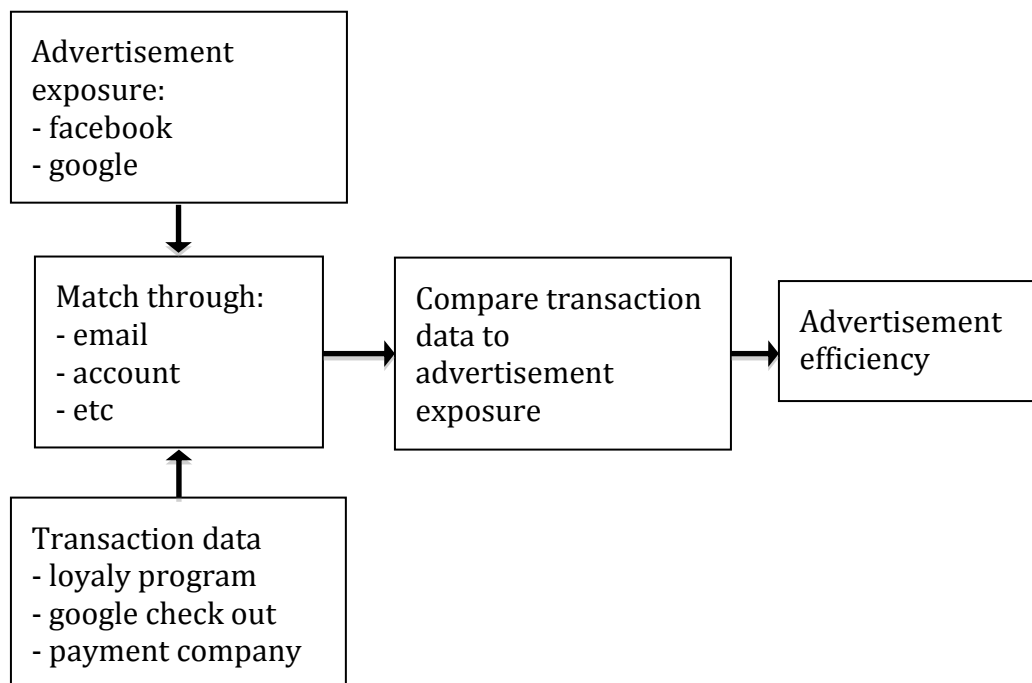 Advertisement
exposure:
- facebook
- google
Match through:
- email
- account
- etc
Compare transaction
data to
advertisement
exposure
Advertisement
efficiency
Transaction data
- loyaly program
- google check out
- payment company